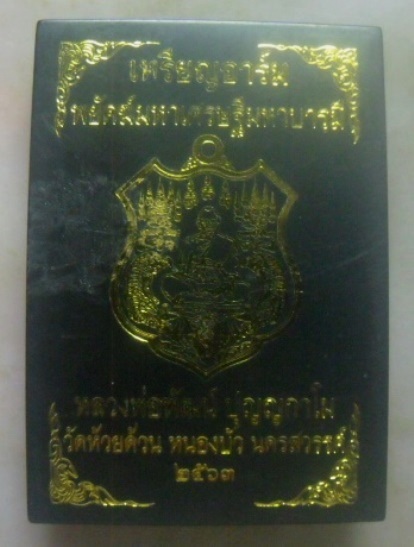 เหรียญอาร์ม
พยัคฆ์มหาเศรษฐีมหาบารมี
หลวงพ่อพัฒน์ ปุญญกาโม
วัดห้วยด้วน หนองบัว นครสวรรค์
๒๕๖๓